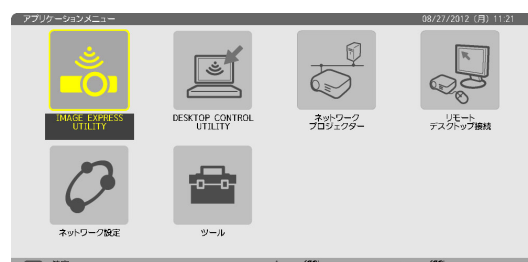 アプリケーションメニュー
08/27/2012 (月) 11:21
IMAGE EXPRESS
UTILITY
DESKTOP CONTROL
UTILITY
ネットワーク
プロジェクター
リモート
デスクトップ接続
ネットワーク設定
ツール